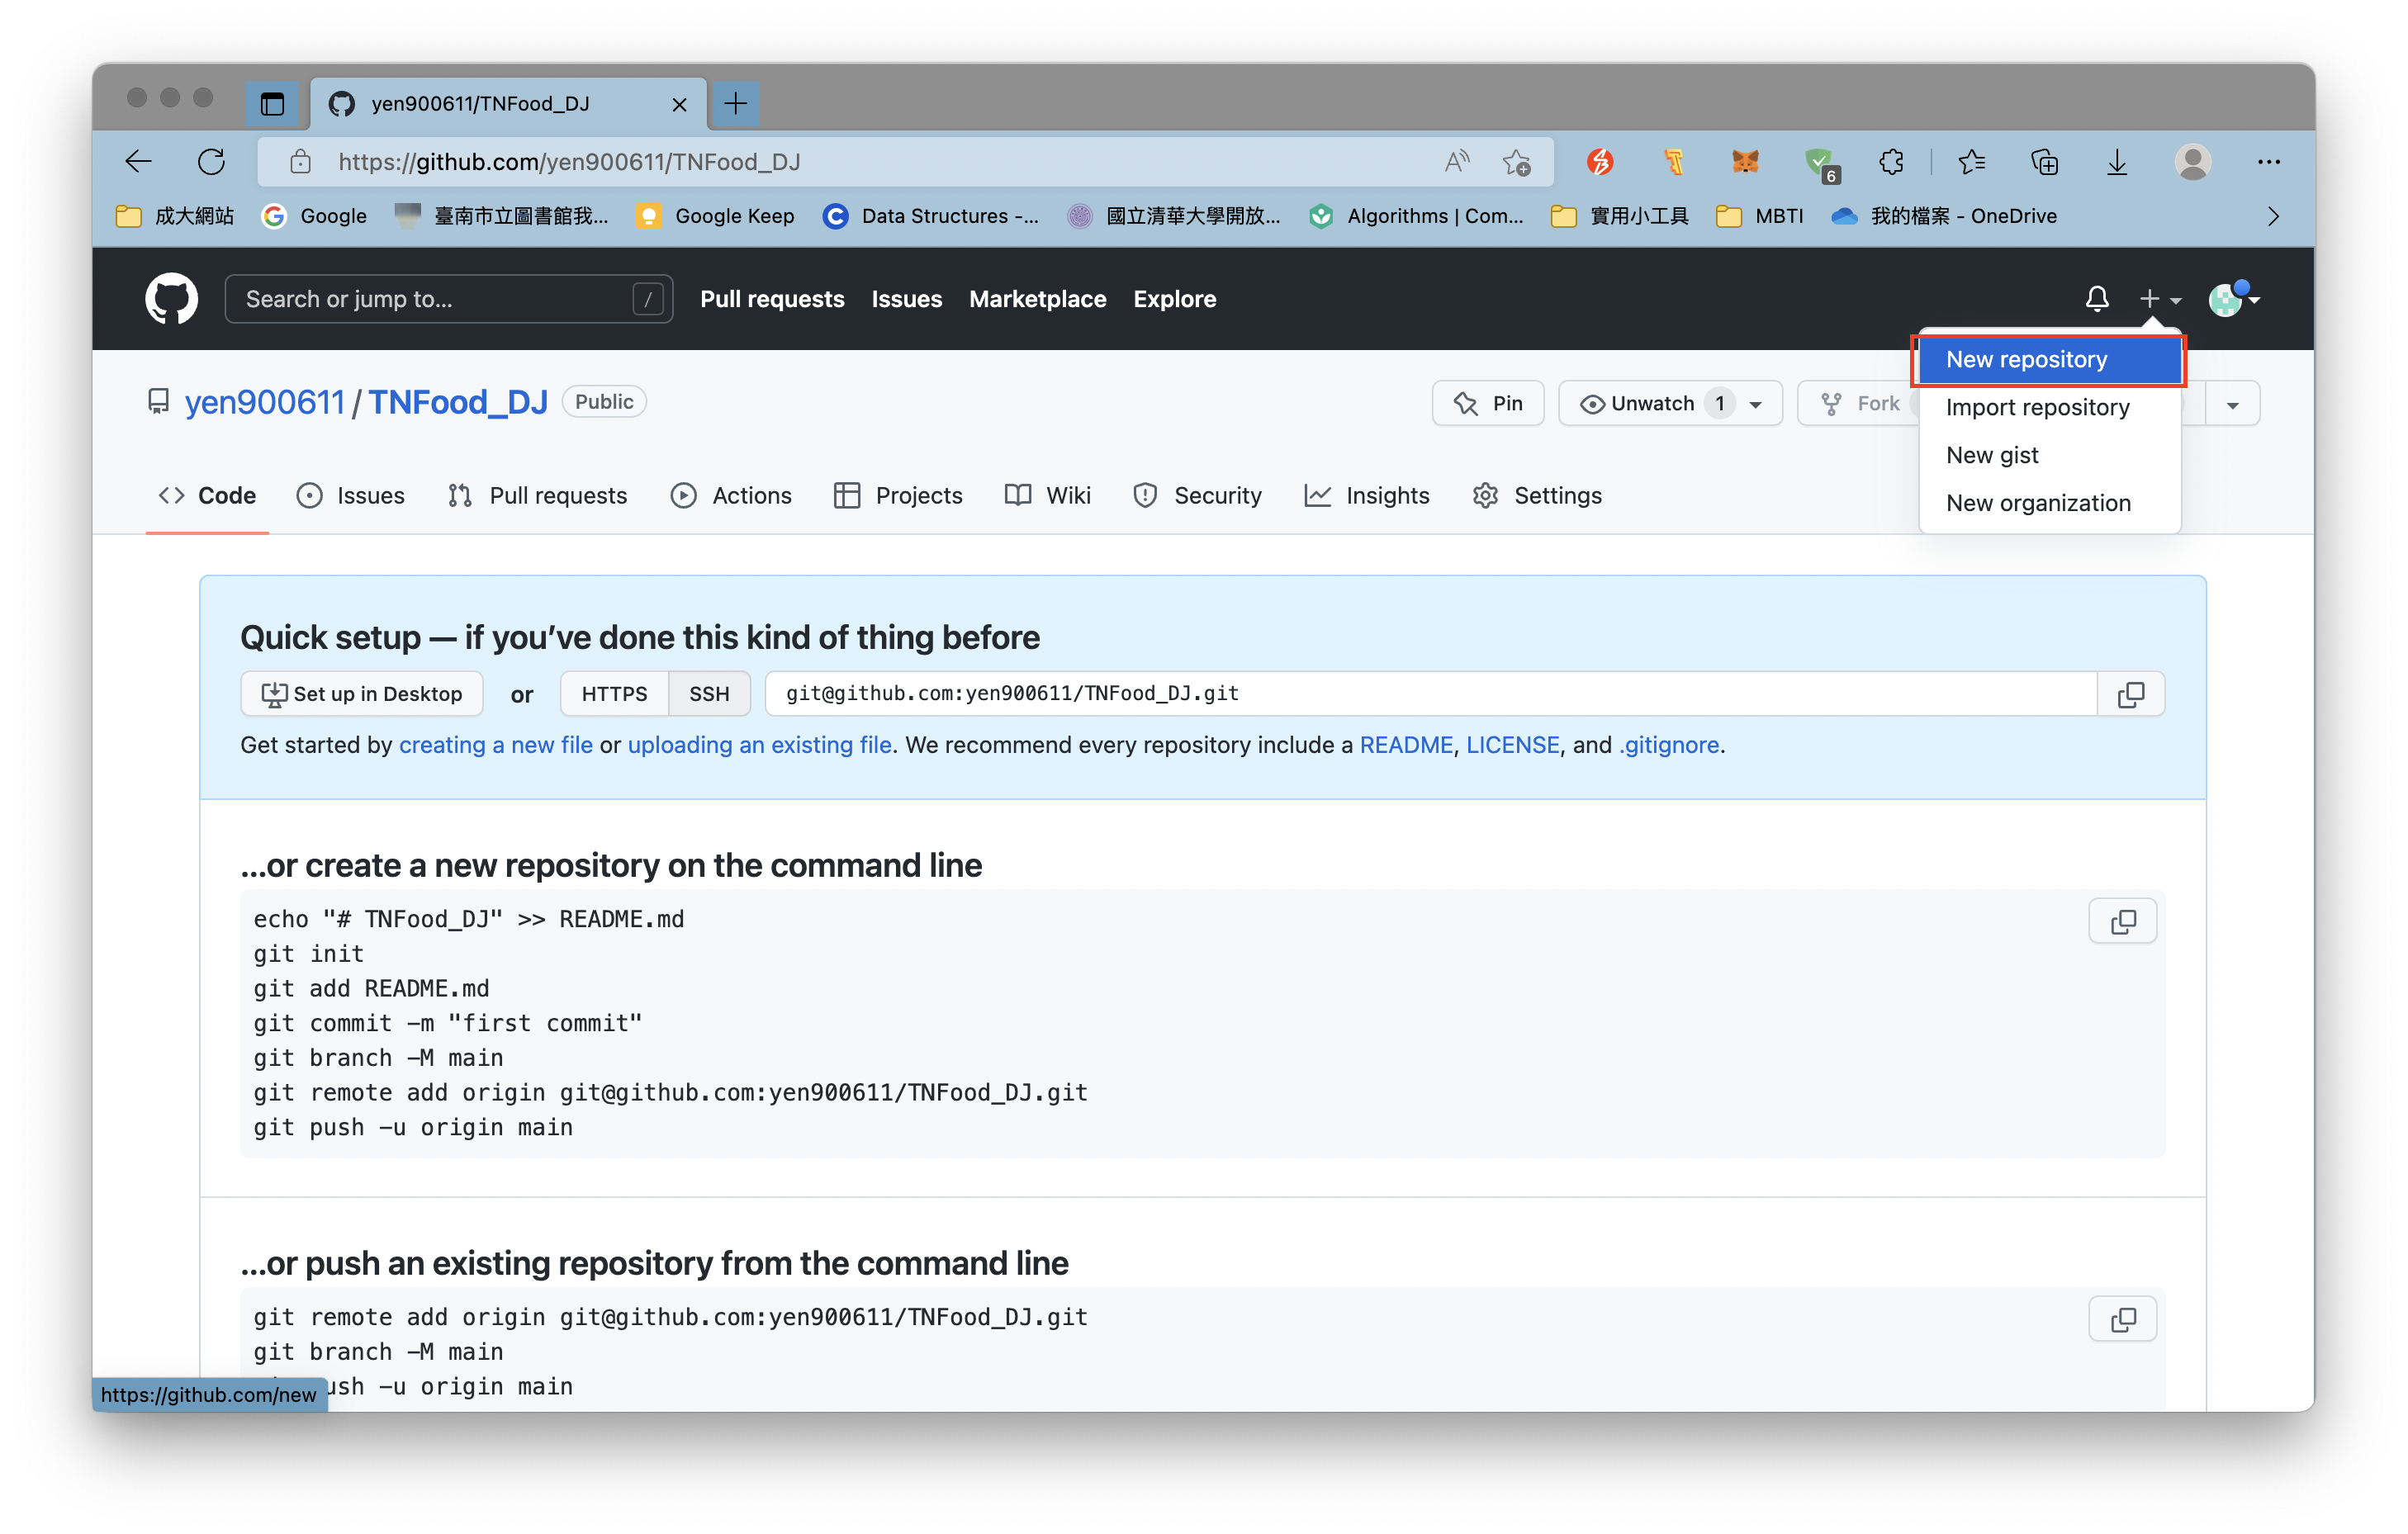 yen900611/TNFood_DJ
https://github.com/yen900611/TNFood_DJ
6
成大網站 Google 臺南市立圖書館我... Google Keep Data Structures -... 國立清華大學開放... Algorithms | Com... 實用小工具 MBTI 我的檔案 - OneDrive
Search or jump to... / Pull requests Issues Marketplace Explore
New repository
Import repository
New gist
New organization
yen900611 / TNFood_DJ Public Pin Unwatch 1 Fork
Code Issues Pull requests Actions Projects Wiki Security Insights Settings
Quick setup — if you’ve done this kind of thing before
Set up in Desktop or HTTPS SSH git@github.com:yen900611/TNFood_DJ.git
Get started by creating a new file or uploading an existing file. We recommend every repository include a README, LICENSE, and .gitignore.
…or create a new repository on the command line
echo "# TNFood_DJ" >> README.md
git init
git add README.md
git commit -m "first commit"
git branch -M main
git remote add origin git@github.com:yen900611/TNFood_DJ.git
git push -u origin main
…or push an existing repository from the command line
git remote add origin git@github.com:yen900611/TNFood_DJ.git
git branch -M main
ush -u origin main
https://github.com/new